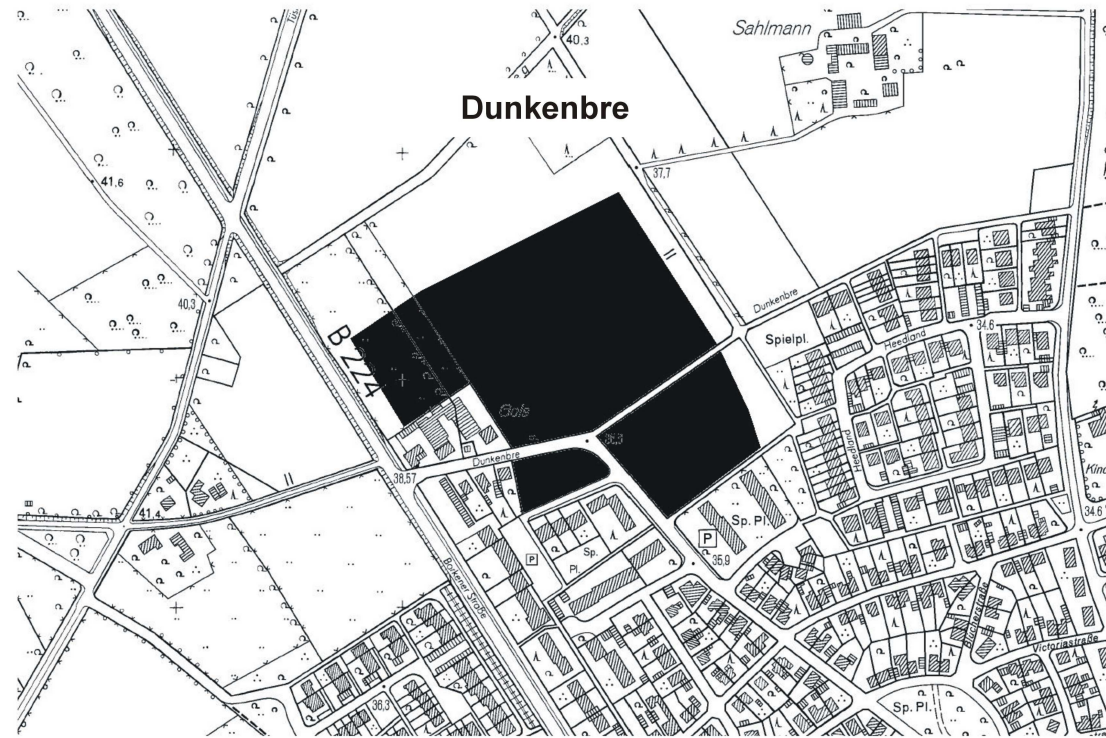 Sahlmann
40,3
Dunkenbre
37,7
41,6
40,3
B 224
Dunkenbre
Spielpl.
34.6
Heedland
Gols
36,3
Dunkenbre
38,57
Heedland
41,4
Sp. Pl.
P
P
Sp.
Pl.
35,9
34.6
Borkener Straße
Victoriastraße
36,3
Sp. Pl.